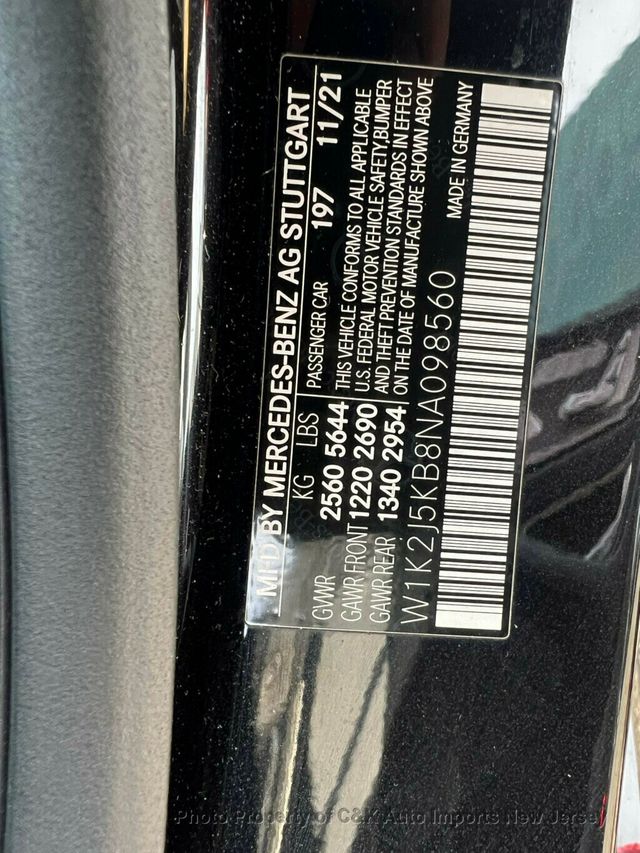 MFD BY MERCEDES-BENZ AG STUTTGART
KG LBS PASSENGER CAR 197 11/21
GVWR 2560 5644 THIS VEHICLE CONFORMS TO ALL APPLICABLE
GAWR FRONT 1220 2690 U.S. FEDERAL MOTOR VEHICLE SAFETY,BUMPER
GAWR REAR 1340 2954 AND THEFT PREVENTION STANDARDS IN EFFECT
ON THE DATE OF MANUFACTURE SHOWN ABOVE
W1K2J5KB8NA098560 MADE IN GERMANY
Photo Property of C&K Auto Imports New Jersey